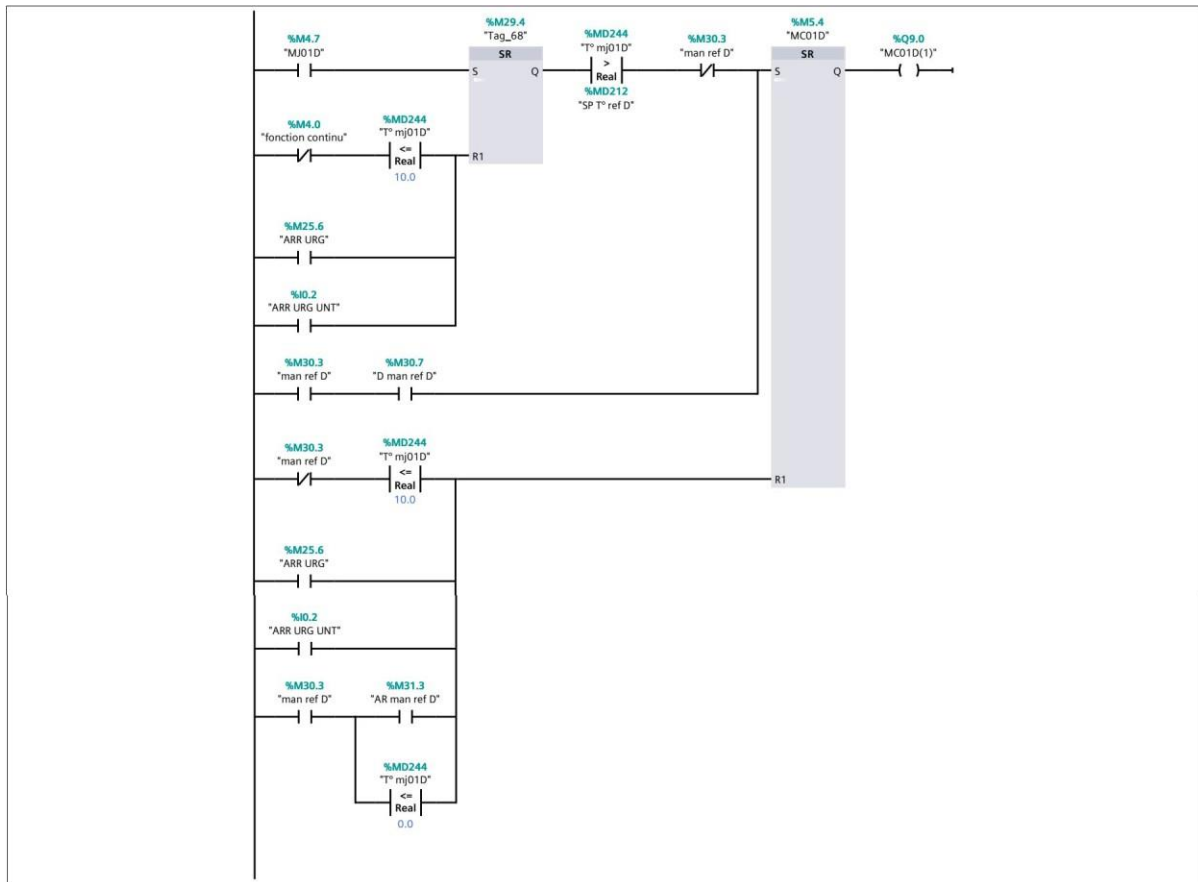 %M4.7
"MJ01D"
%M29.4
"Tag_68"
SR
S
Q
%MD244
"T° mj01D"
>
Real
%MD212
"SP T° ref D"
%M30.3
"man ref D"
%M5.4
"MC01D"
SR
S
Q
%Q9.0
"MC01D(1)"
%M4.0
"fonction continu"
%MD244
"T° mj01D"
<=
Real
10.0
R1
%M25.6
"ARR URG"
%I0.2
"ARR URG UNT"
%M30.3
"man ref D"
%M30.7
"D man ref D"
%M30.3
"man ref D"
%MD244
"T° mj01D"
<=
Real
10.0
R1
%M25.6
"ARR URG"
%I0.2
"ARR URG UNT"
%M30.3
"man ref D"
%M31.3
"AR man ref D"
%MD244
"T° mj01D"
<=
Real
0.0